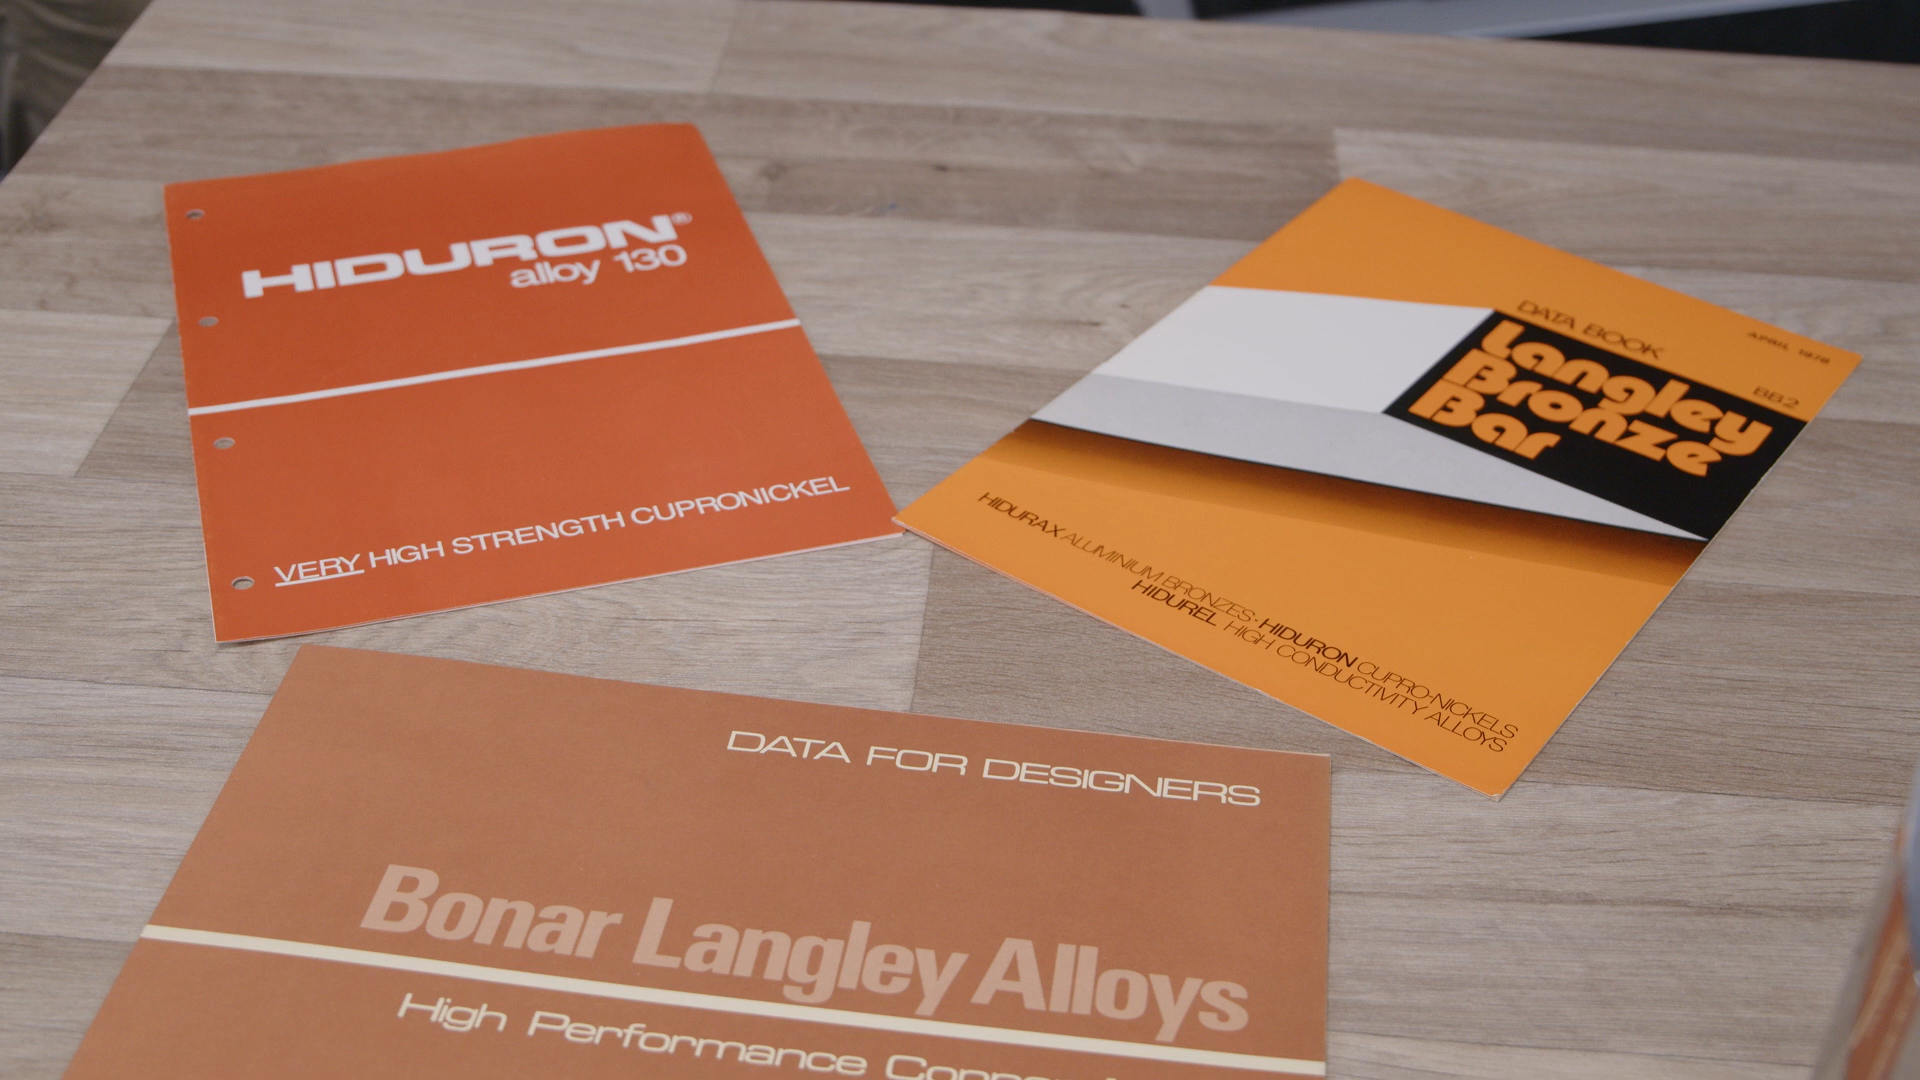 HIDURON®
alloy 130
VERY HIGH STRENGTH CUPRONICKEL
DATA BOOK
APRIL 1978
BB2
Langley
Bronze
Bar
HIDURAX ALUMINIUM BRONZES · HIDURON CUPRO-NICKELS
HIDUREL HIGH CONDUCTIVITY ALLOYS
DATA FOR DESIGNERS
Bonar Langley Alloys
High Performance